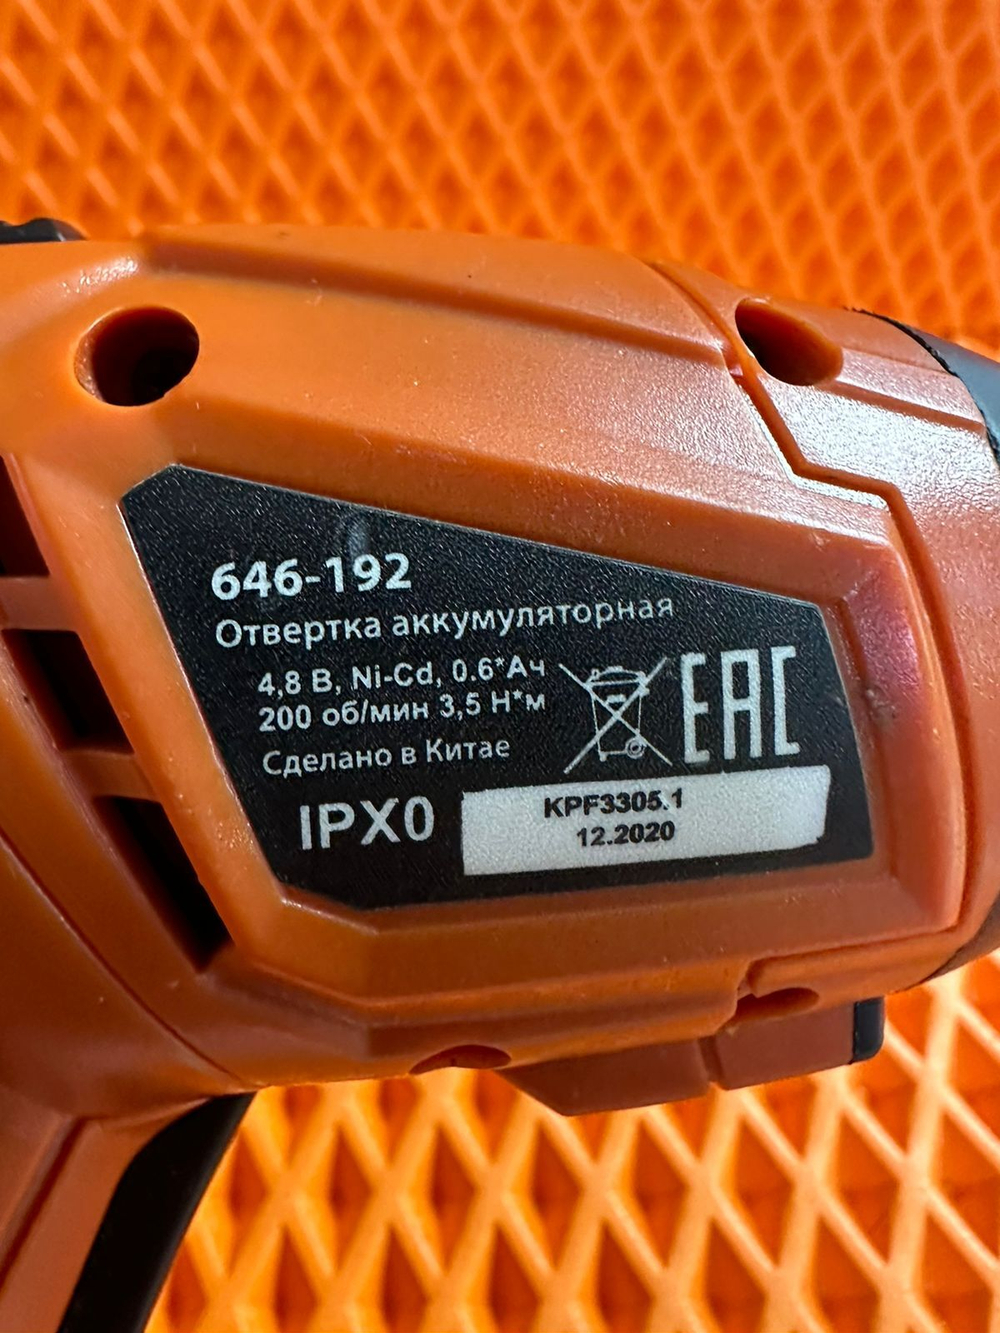 646-192
Отвертка аккумуляторная
4,8 В, Ni-Cd, 0.6*Ач
200 об/мин 3,5 Н*м
Сделано в Китае
EAC
IPX0
KPF3305.1
12.2020